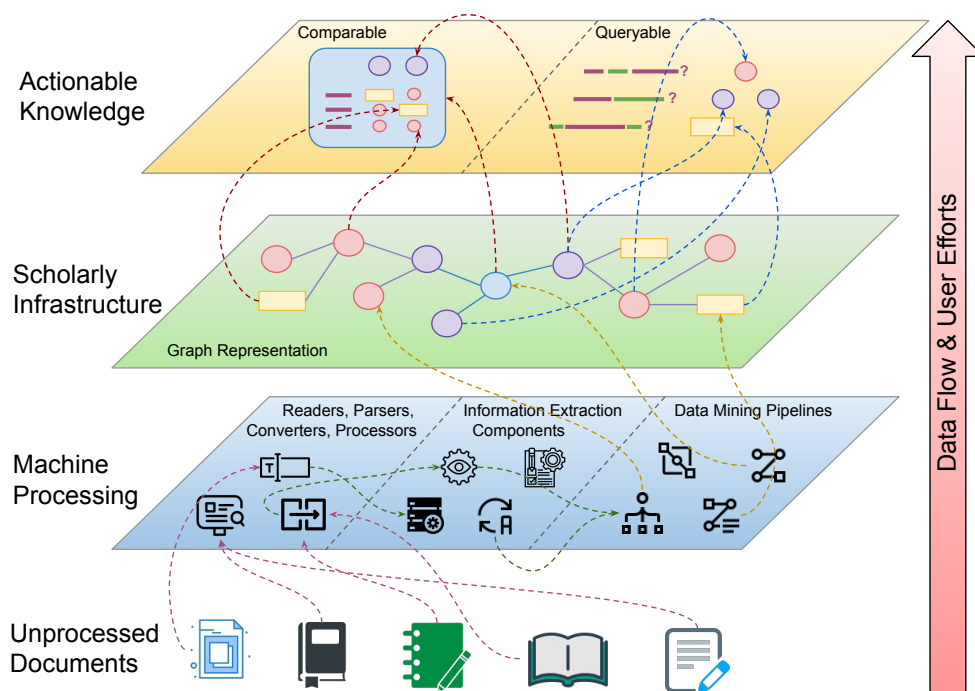 Actionable
Knowledge
Comparable
Queryable
?
?
?
Scholarly
Infrastructure
Graph Representation
Machine
Processing
Readers, Parsers,
Converters, Processors
Information Extraction
Components
Data Mining Pipelines
T
A
Unprocessed
Documents
Data Flow & User Efforts